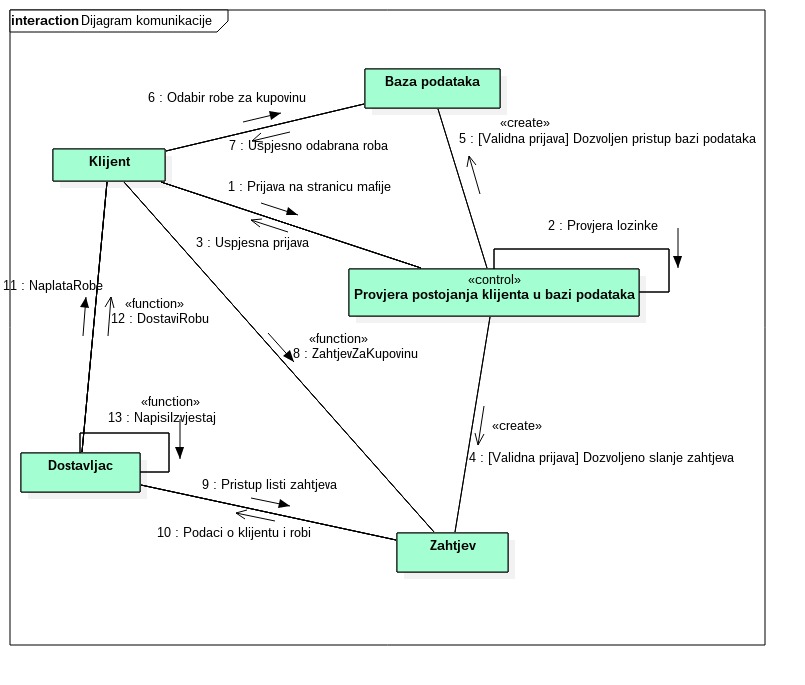 interaction Dijagram komunikacije
Baza podataka
6 : Odabir robe za kupovinu
«create»
5 : [Validna prijava] Dozvoljen pristup bazi podataka
7 : Uspjesno odabrana roba
Klijent
1 : Prijava na stranicu mafije
2 : Provjera lozinke
3 : Uspjesna prijava
«control»
Provjera postojanja klijenta u bazi podataka
11 : NaplataRobe
«function»
12 : DostaviRobu
«function»
8 : ZahtjevZaKupovinu
«function»
13 : NapisiIzvjestaj
«create»
4 : [Validna prijava] Dozvoljeno slanje zahtjeva
Dostavljac
9 : Pristup listi zahtjeva
10 : Podaci o klijentu i robi
Zahtjev